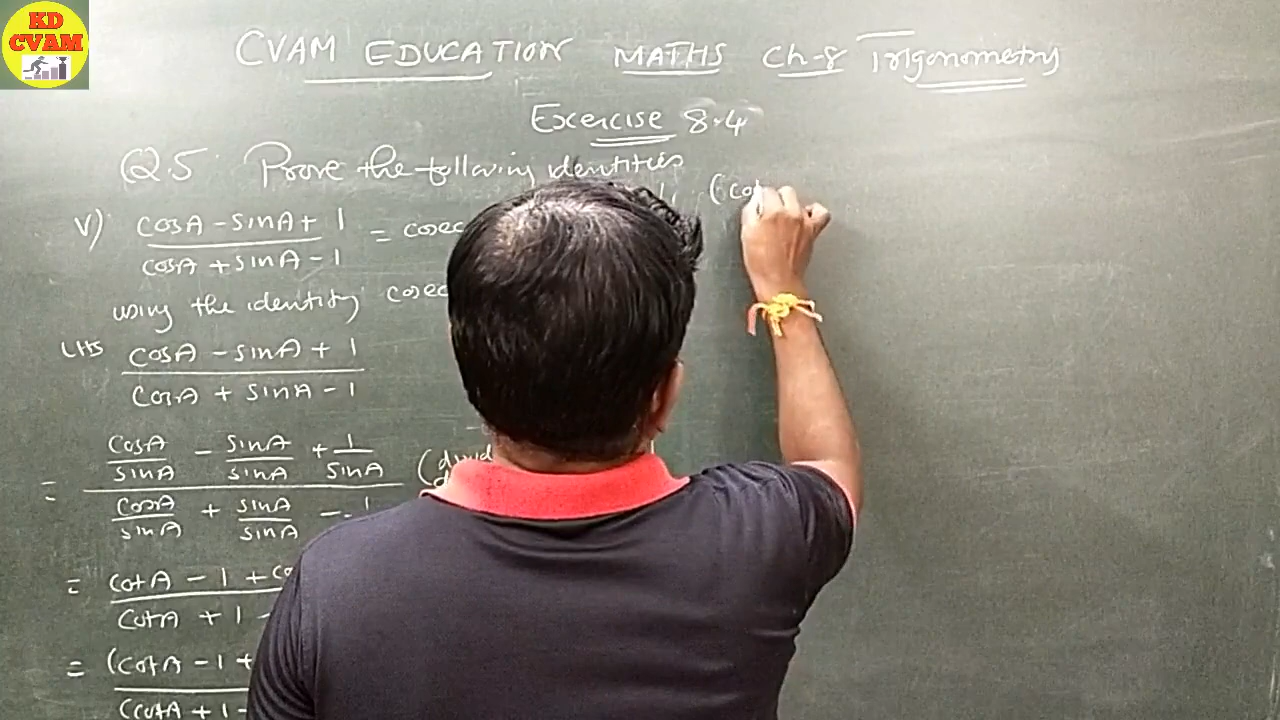 KD
CVAM
CVAM EDUCATION MATHS Ch-8 Trigonometry
Exercise 8.4
Q.5 Prove the following identities
v) cosA - sinA + 1 = cosec
cosA + sinA - 1
using the identity cosec
LHS cosA - sinA + 1
cosA + sinA - 1
cosA/sinA - sinA/sinA + 1/sinA (divid
= cosA/sinA + sinA/sinA - 1
= cotA - 1 + co
cotA + 1 -
= (cotA - 1 +
(cotA + 1 -
(cot